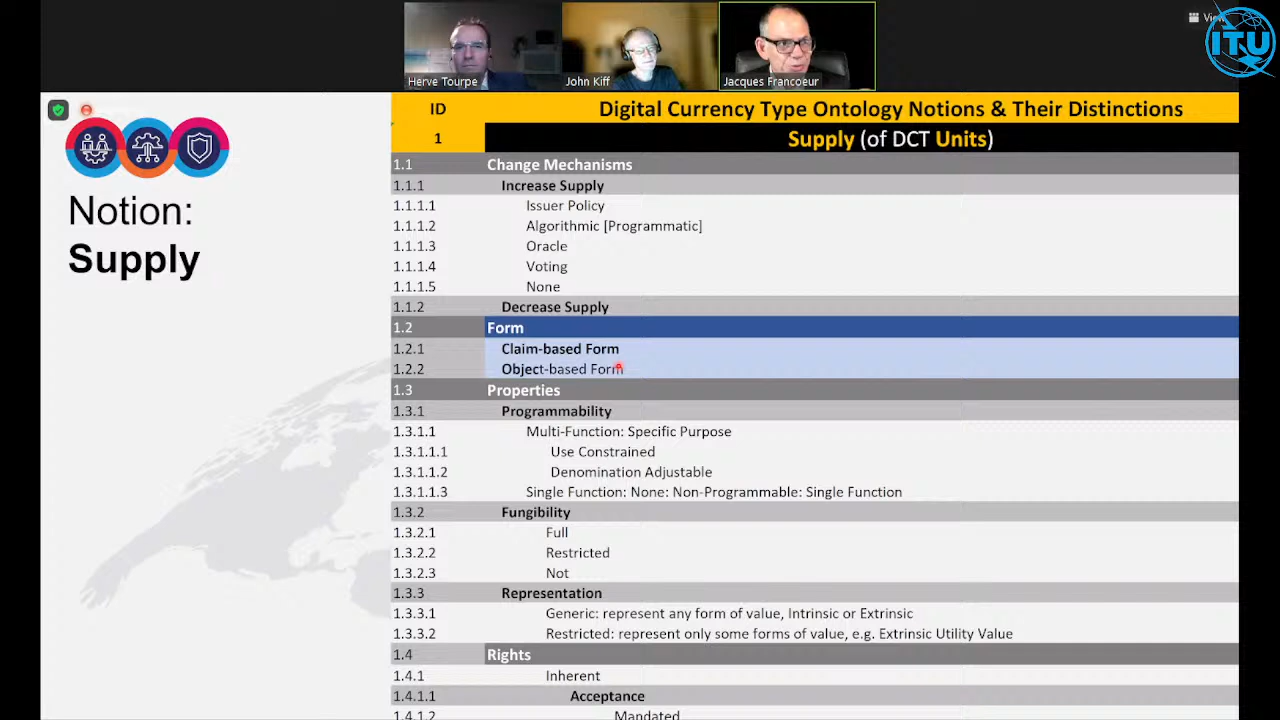 Herve Tourpe
John Kiff
Jacques Francoeur
View
ITU
Notion:
Supply
ID Digital Currency Type Ontology Notions & Their Distinctions
1 Supply (of DCT Units)
1.1 Change Mechanisms
1.1.1 Increase Supply
1.1.1.1 Issuer Policy
1.1.1.2 Algorithmic [Programmatic]
1.1.1.3 Oracle
1.1.1.4 Voting
1.1.1.5 None
1.1.2 Decrease Supply
1.2 Form
1.2.1 Claim-based Form
1.2.2 Object-based Form
1.3 Properties
1.3.1 Programmability
1.3.1.1 Multi-Function: Specific Purpose
1.3.1.1.1 Use Constrained
1.3.1.1.2 Denomination Adjustable
1.3.1.1.3 Single Function: None: Non-Programmable: Single Function
1.3.2 Fungibility
1.3.2.1 Full
1.3.2.2 Restricted
1.3.2.3 Not
1.3.3 Representation
1.3.3.1 Generic: represent any form of value, Intrinsic or Extrinsic
1.3.3.2 Restricted: represent only some forms of value, e.g. Extrinsic Utility Value
1.4 Rights
1.4.1 Inherent
1.4.1.1 Acceptance
1.4.1.2 Mandated